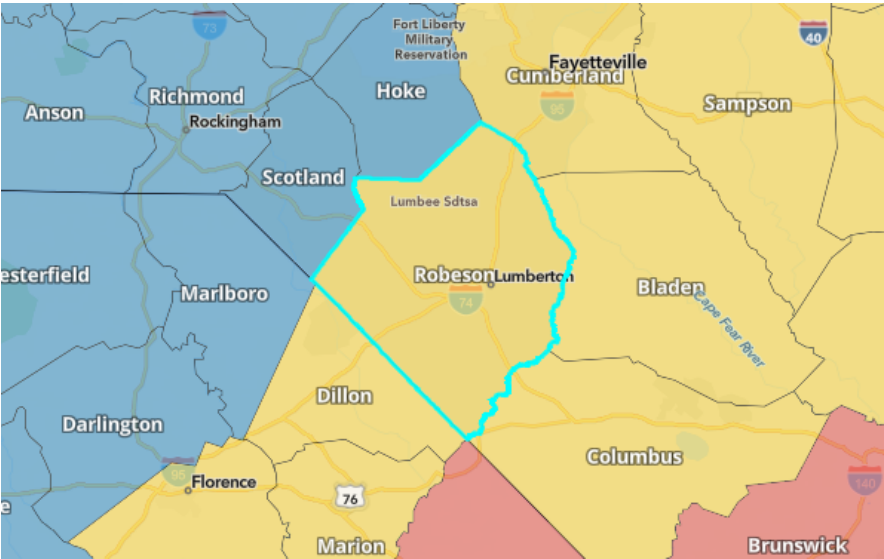 73
Fort Liberty
Military
Reservation
40
Fayetteville
Cumberland
Hoke
Richmond
95
Sampson
Anson
Rockingham
Scotland
Lumbee Sdtsa
esterfield
Robeson
Lumberton
Bladen
Marlboro
74
Cape Fear River
Dillon
Darlington
Columbus
95
Florence
76
140
e
Marion
Brunswick